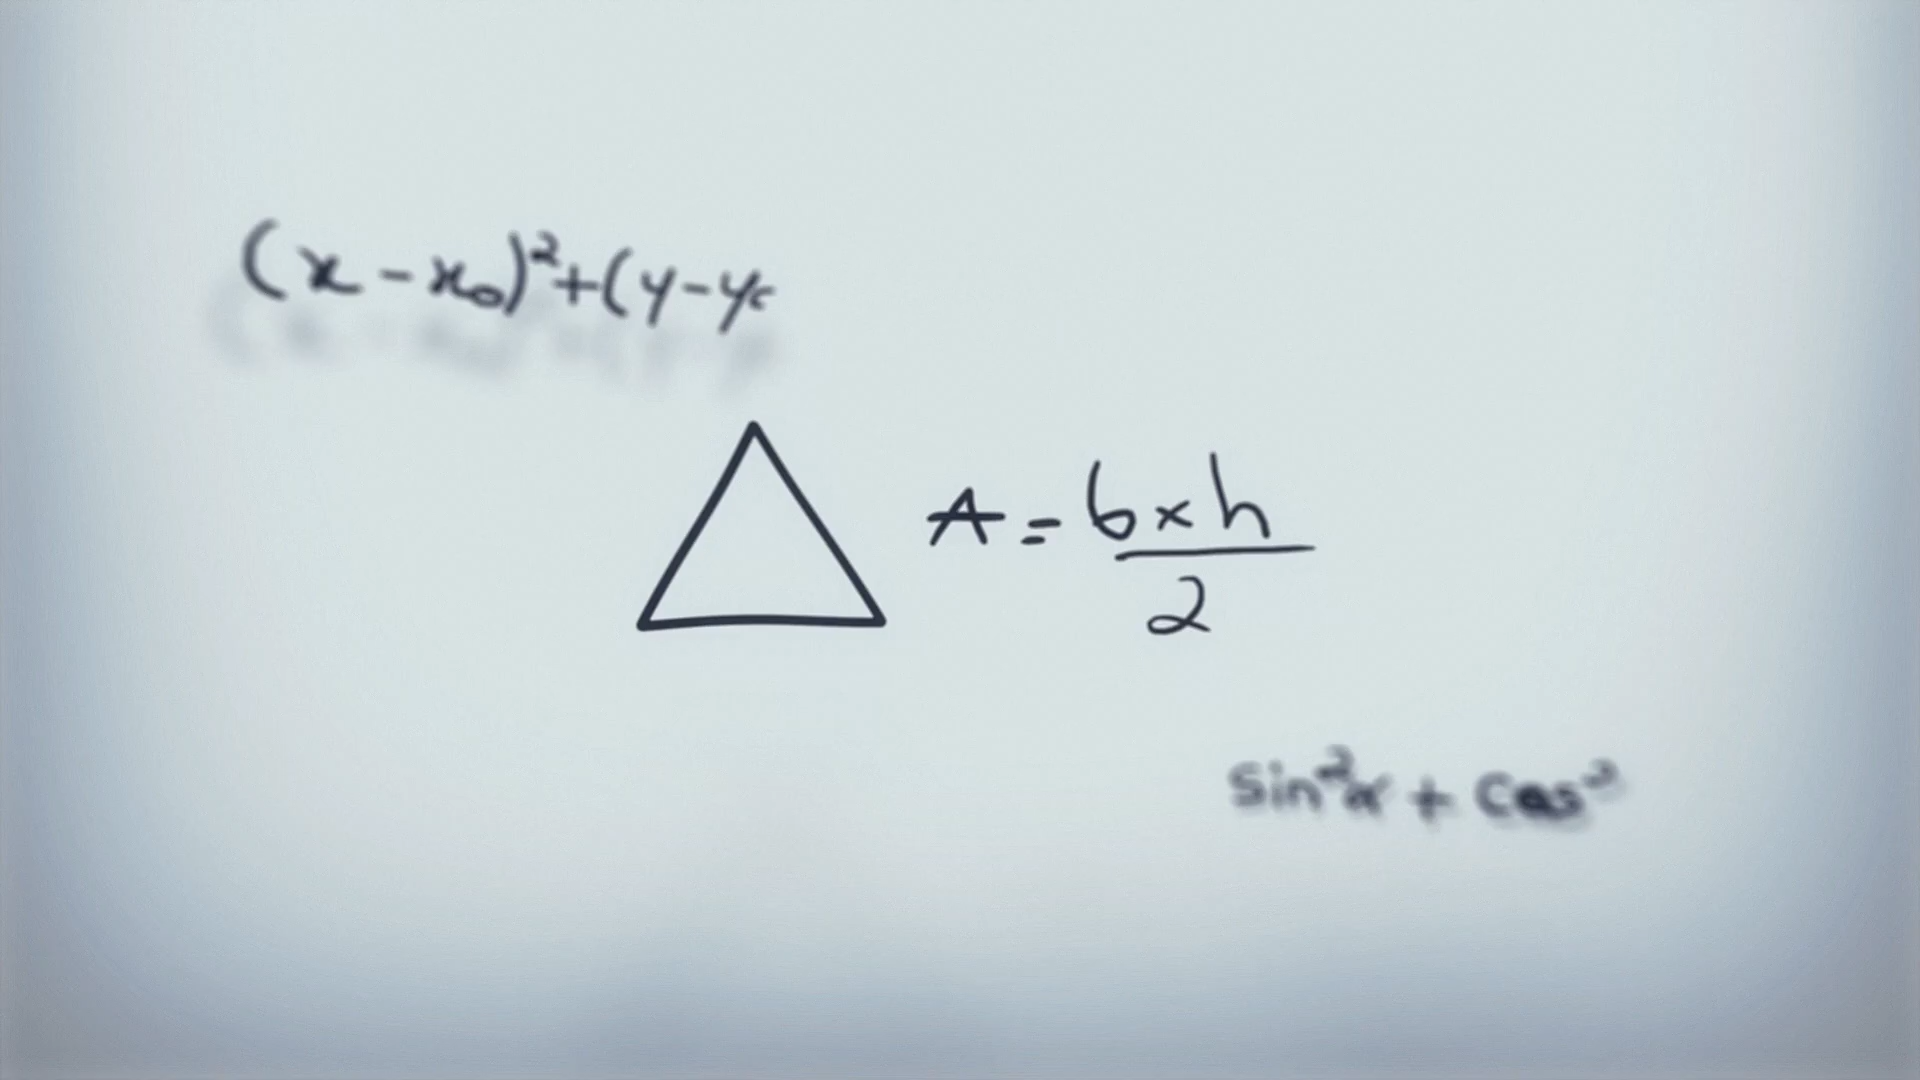 (x - x₀)² + (y - y
A = b x h
2
sin²x + cos²